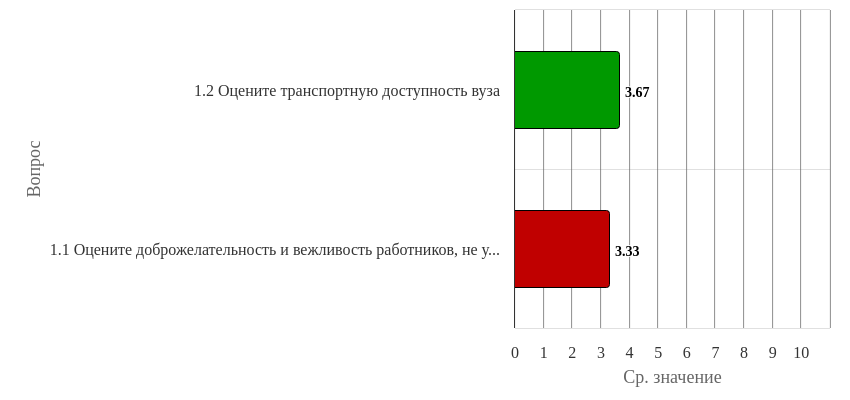 1.2 Оцените транспортную доступность вуза
3.67
Вопрос
1.1 Оцените доброжелательность и вежливость работников, не у...
3.33
0 1 2 3 4 5 6 7 8 9 10
Ср. значение